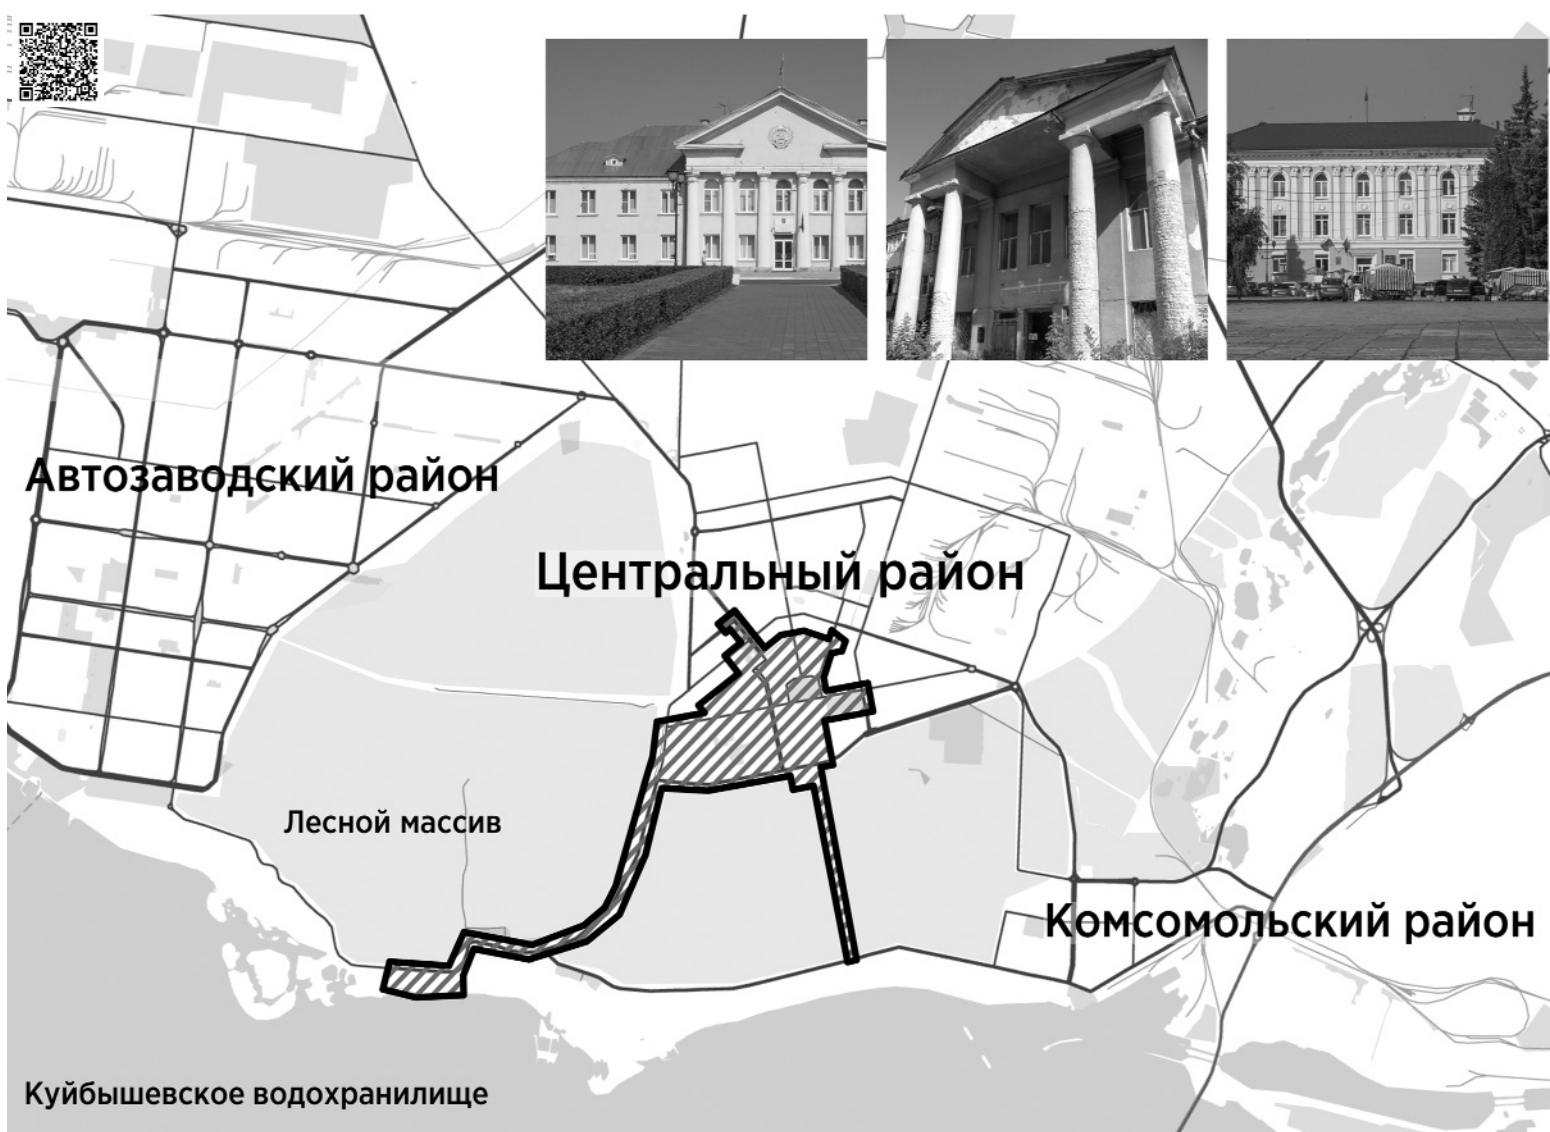 Автозаводский район
Центральный район
Лесной массив
Комсомольский район
Куйбышевское водохранилище